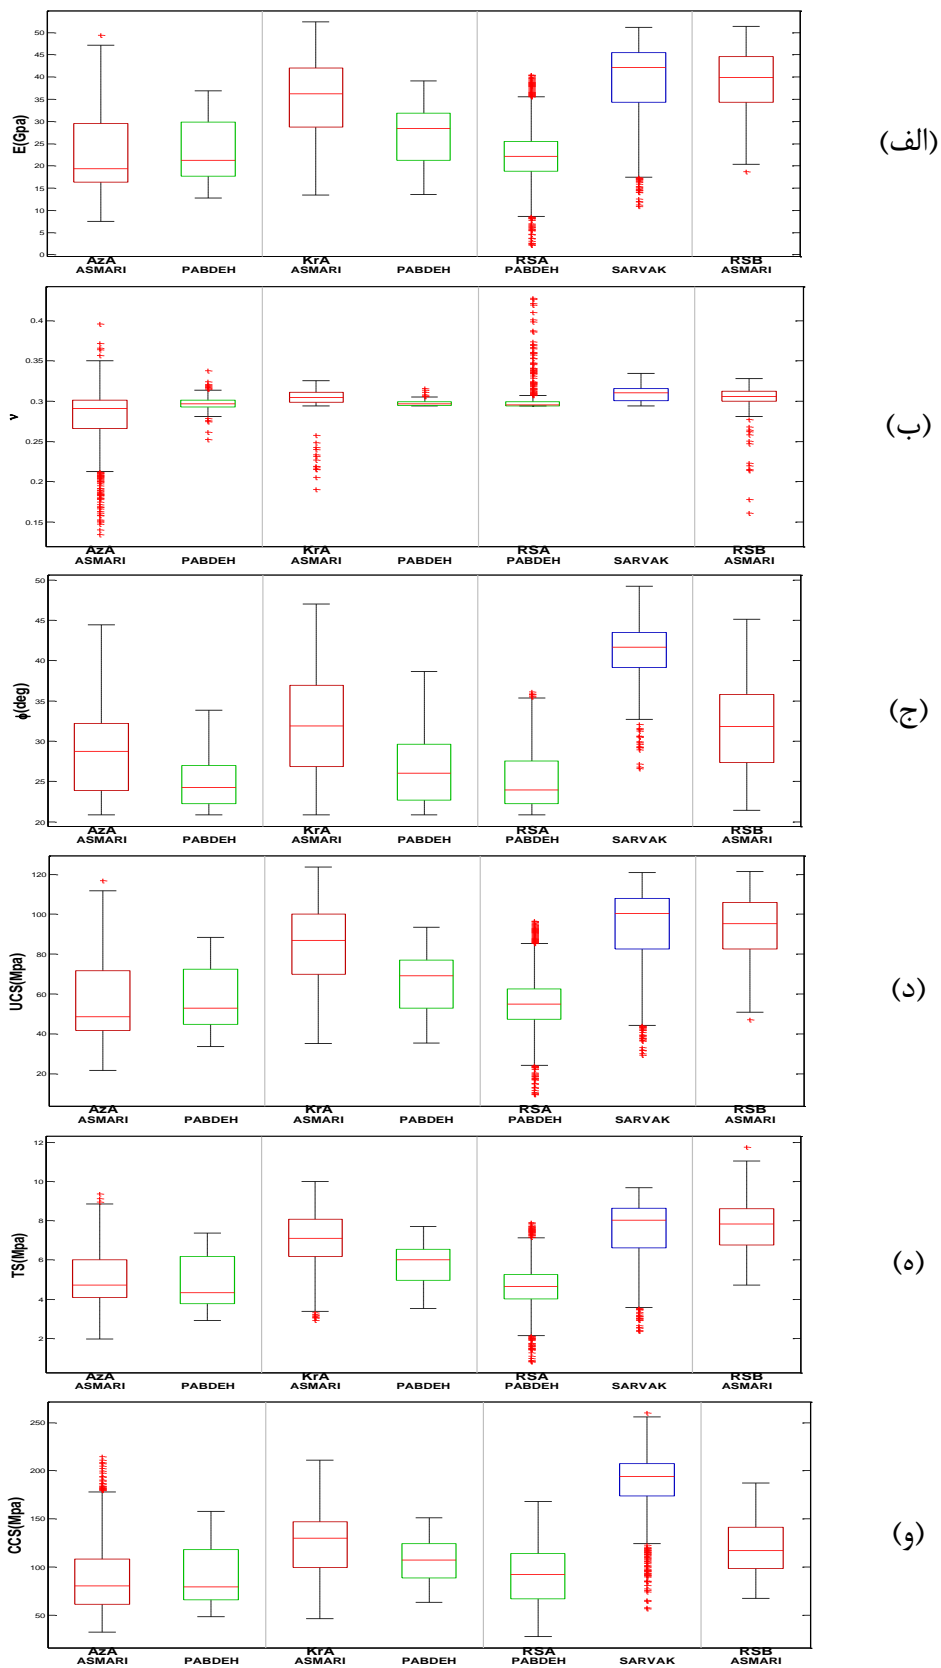 50
45
40
35
30
25
20
15
10
5
0
E(Gpa)
(الف)
AzA KrA RSA RSB
ASMARI PABDEH ASMARI PABDEH PABDEH SARVAK ASMARI
0.4
0.35
0.3
0.25
0.2
0.15
ν
(ب)
AzA KrA RSA RSB
ASMARI PABDEH ASMARI PABDEH PABDEH SARVAK ASMARI
50
45
40
35
30
25
20
ϕ(deg)
(ج)
AzA KrA RSA RSB
ASMARI PABDEH ASMARI PABDEH PABDEH SARVAK ASMARI
120
100
80
60
40
20
UCS(Mpa)
(د)
AzA KrA RSA RSB
ASMARI PABDEH ASMARI PABDEH PABDEH SARVAK ASMARI
12
10
8
6
4
2
TS(Mpa)
(ه)
AzA KrA RSA RSB
ASMARI PABDEH ASMARI PABDEH PABDEH SARVAK ASMARI
250
200
150
100
50
CCS(Mpa)
(و)
AzA KrA RSA RSB
ASMARI PABDEH ASMARI PABDEH PABDEH SARVAK ASMARI